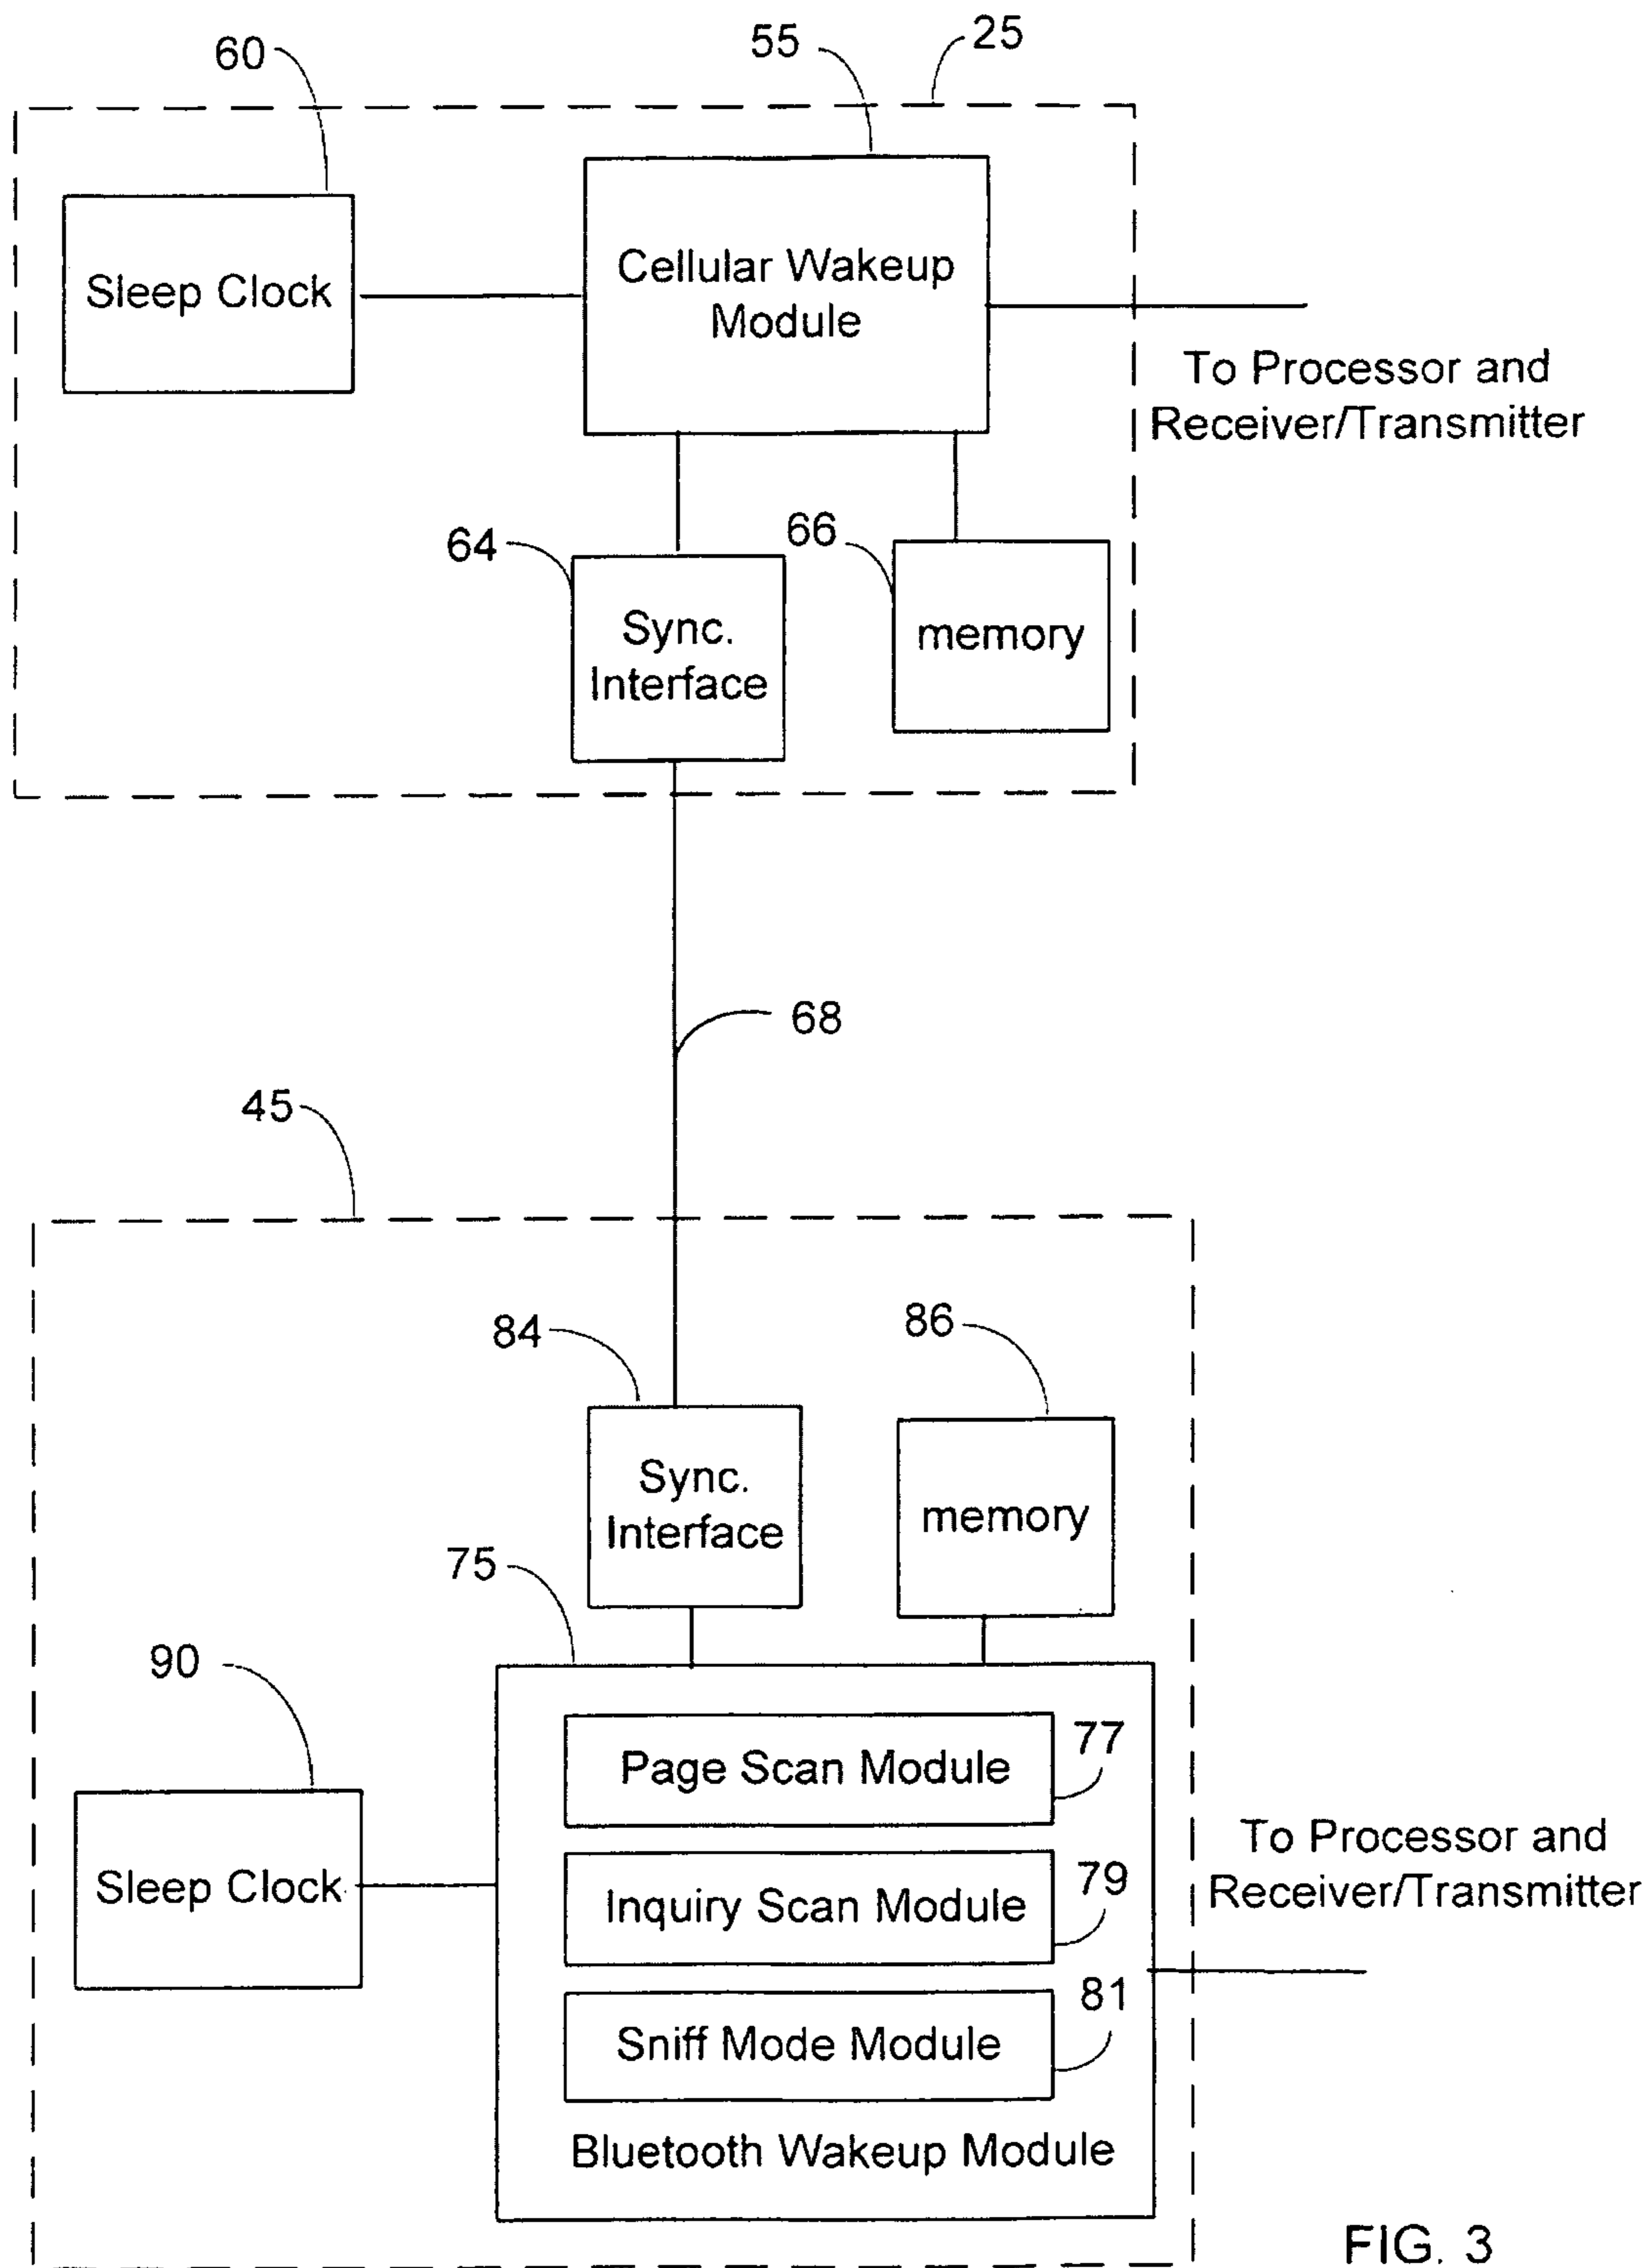 60
55
25
Sleep Clock
Cellular Wakeup
Module
To Processor and
Receiver/Transmitter
64
66
Sync.
Interface
memory
68
45
84
86
Sync.
Interface
memory
75
90
Page Scan Module
77
Sleep Clock
Inquiry Scan Module
79
To Processor and
Receiver/Transmitter
Sniff Mode Module
81
Bluetooth Wakeup Module
FIG. 3